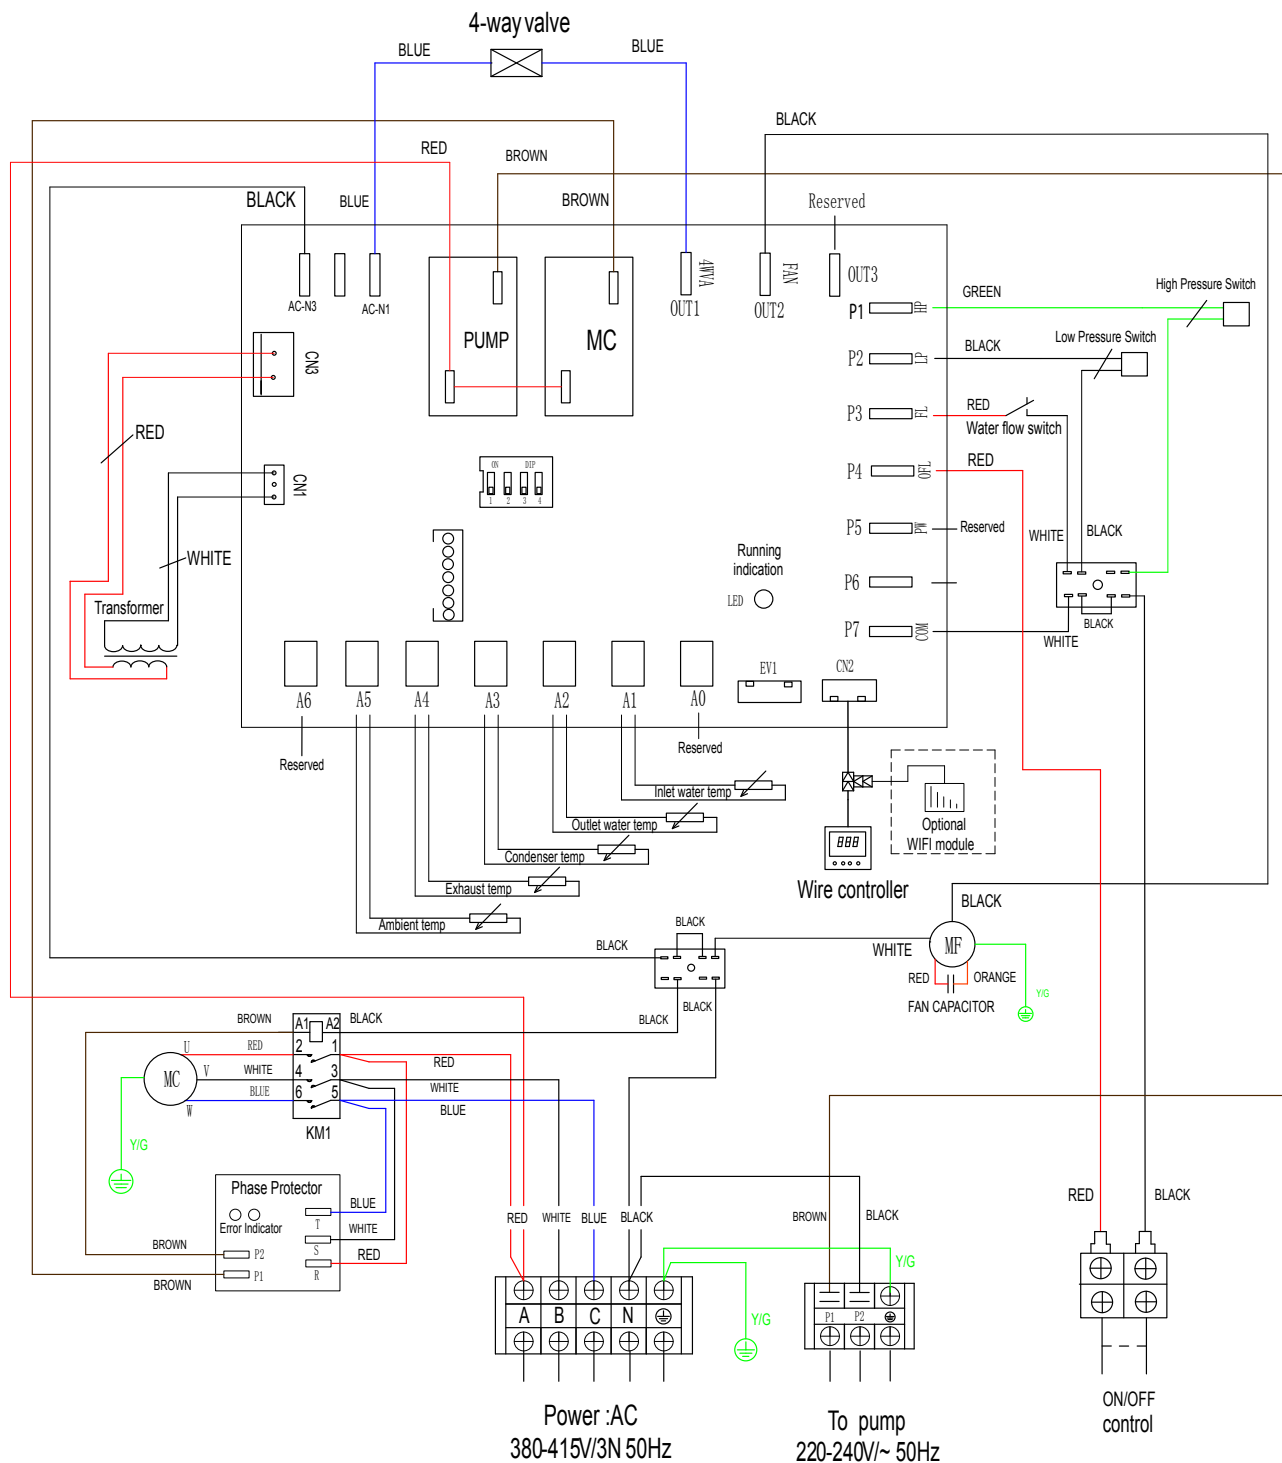 4-way valve
BLUE
BLUE
BLACK
RED
BROWN
BLACK
BLUE
BROWN
Reserved
AC-N3
AC-N1
4WVA
OUT1
FAN
OUT2
OUT3
PUMP
MC
P1
HP
GREEN
High Pressure Switch
P2
LP
BLACK
Low Pressure Switch
P3
FL
RED
Water flow switch
P4
OFL
RED
P5
PW
Reserved
P6
P7
COM
WHITE
BLACK
BLACK
WHITE
CN3
RED
CN1
WHITE
Transformer
ON DIP
1 2 3 4
Running
indication
LED
EV1
CN2
A6
A5
A4
A3
A2
A1
A0
Reserved
Reserved
Inlet water temp
Outlet water temp
Condenser temp
Exhaust temp
Ambient temp
888
Wire controller
Optional
WIFI module
BLACK
BLACK
WHITE
BLACK
MF
RED
ORANGE
FAN CAPACITOR
Y/G
BLACK
BLACK
BROWN
A1 A2
BLACK
U
RED
2 1
RED
MC
V
WHITE
4 3
WHITE
W
BLUE
6 5
BLUE
KM1
Y/G
Phase Protector
Error Indicator
T
BLUE
S
WHITE
R
RED
BROWN
P2
P1
BROWN
RED
WHITE
BLUE
BLACK
A B C N
Y/G
Y/G
Power :AC
380-415V/3N 50Hz
BROWN
BLACK
P1 P2
To pump
220-240V/~ 50Hz
RED
BLACK
ON/OFF
control